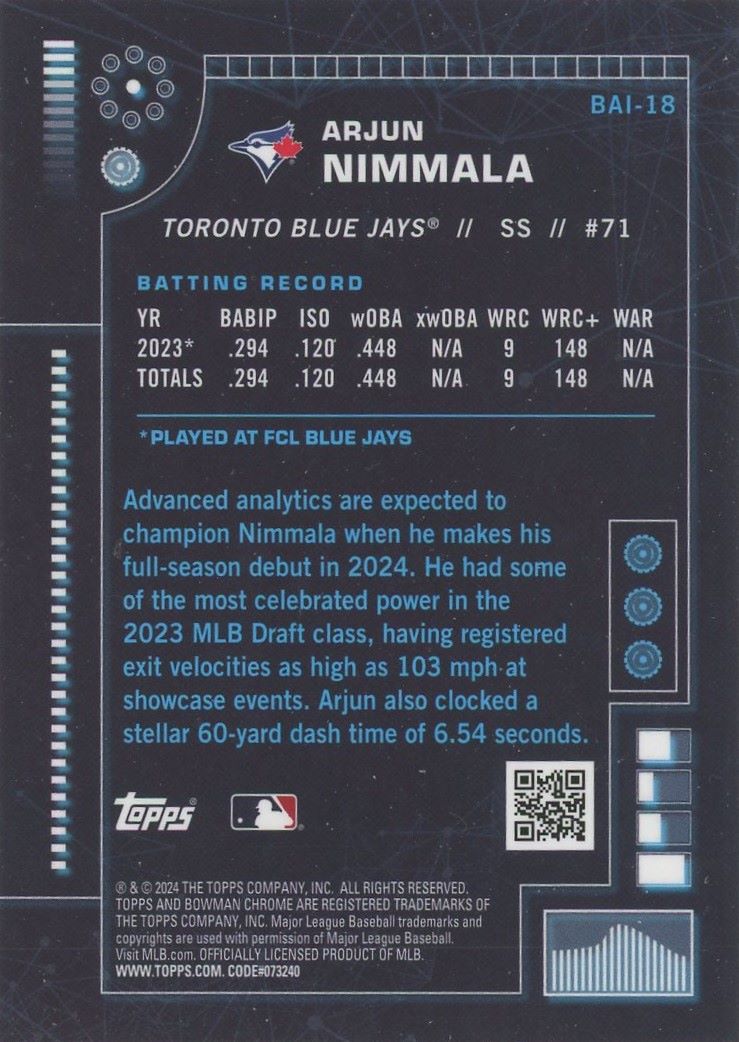 BAI-18
ARJUN
NIMMALA
TORONTO BLUE JAYS® // SS // #71
BATTING RECORD
YR BABIP ISO wOBA xwOBA WRC WRC+ WAR
2023* .294 .120 .448 N/A 9 148 N/A
TOTALS .294 .120 .448 N/A 9 148 N/A
*PLAYED AT FCL BLUE JAYS
Advanced analytics are expected to
champion Nimmala when he makes his
full-season debut in 2024. He had some
of the most celebrated power in the
2023 MLB Draft class, having registered
exit velocities as high as 103 mph at
showcase events. Arjun also clocked a
stellar 60-yard dash time of 6.54 seconds.
topps®
® & © 2024 THE TOPPS COMPANY, INC. ALL RIGHTS RESERVED.
TOPPS AND BOWMAN CHROME ARE REGISTERED TRADEMARKS OF
THE TOPPS COMPANY, INC. Major League Baseball trademarks and
copyrights are used with permission of Major League Baseball.
Visit MLB.com. OFFICIALLY LICENSED PRODUCT OF MLB.
WWW.TOPPS.COM. CODE#073240